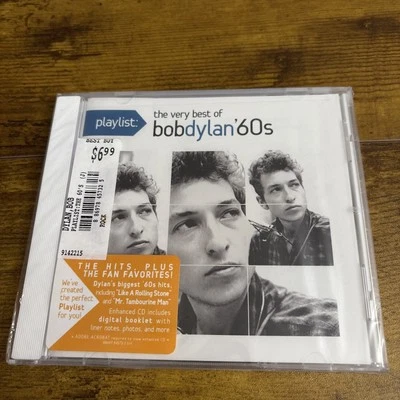 playlist:
the very best of
bobdylan'60s
BEST BUY
$6.99
DYLAN,BOB
PLAYLIST:THE 60'S (J)
ROCK
9142215
THE HITS, PLUS
THE FAN FAVORITES!
We've
created
the perfect
Playlist
for you!
Dylan's biggest '60s hits,
including "Like A Rolling Stone"
and "Mr. Tambourine Man"
Enhanced CD includes
digital booklet with
liner notes, photos, and more